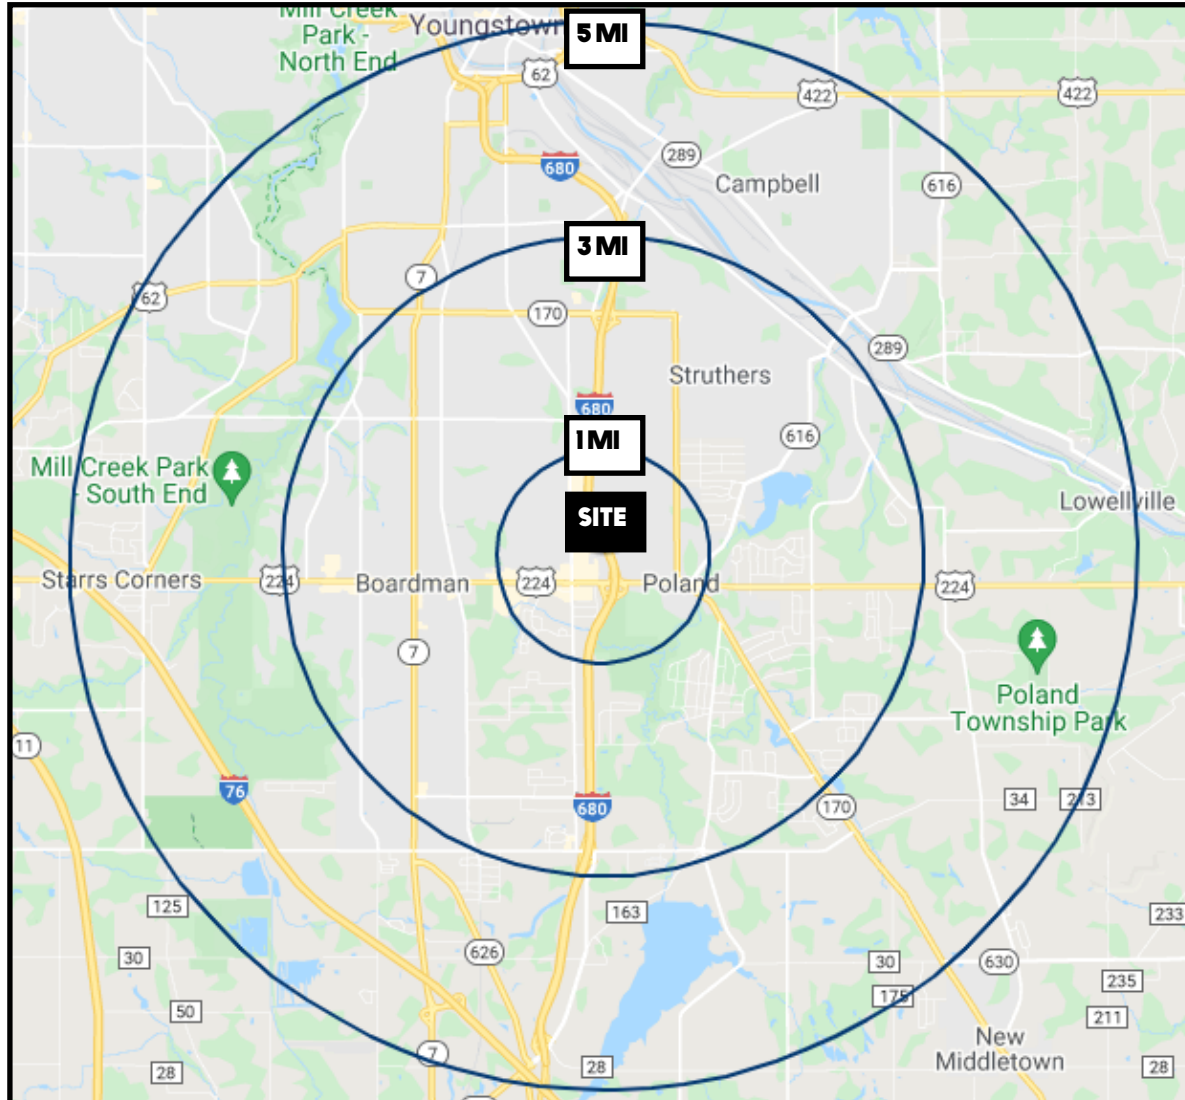 Mill Creek
Park -
North End
Youngstown
5 MI
62
422
422
680
289
Campbell
616
3 MI
7
62
170
289
Struthers
680
1 MI
616
Mill Creek Park
- South End
Lowellville
SITE
Starrs Corners
224
Boardman
224
Poland
224
7
Poland
Township Park
11
76
680
170
34
213
125
163
233
626
30
30
630
175
235
50
211
New
Middletown
7
28
28
28